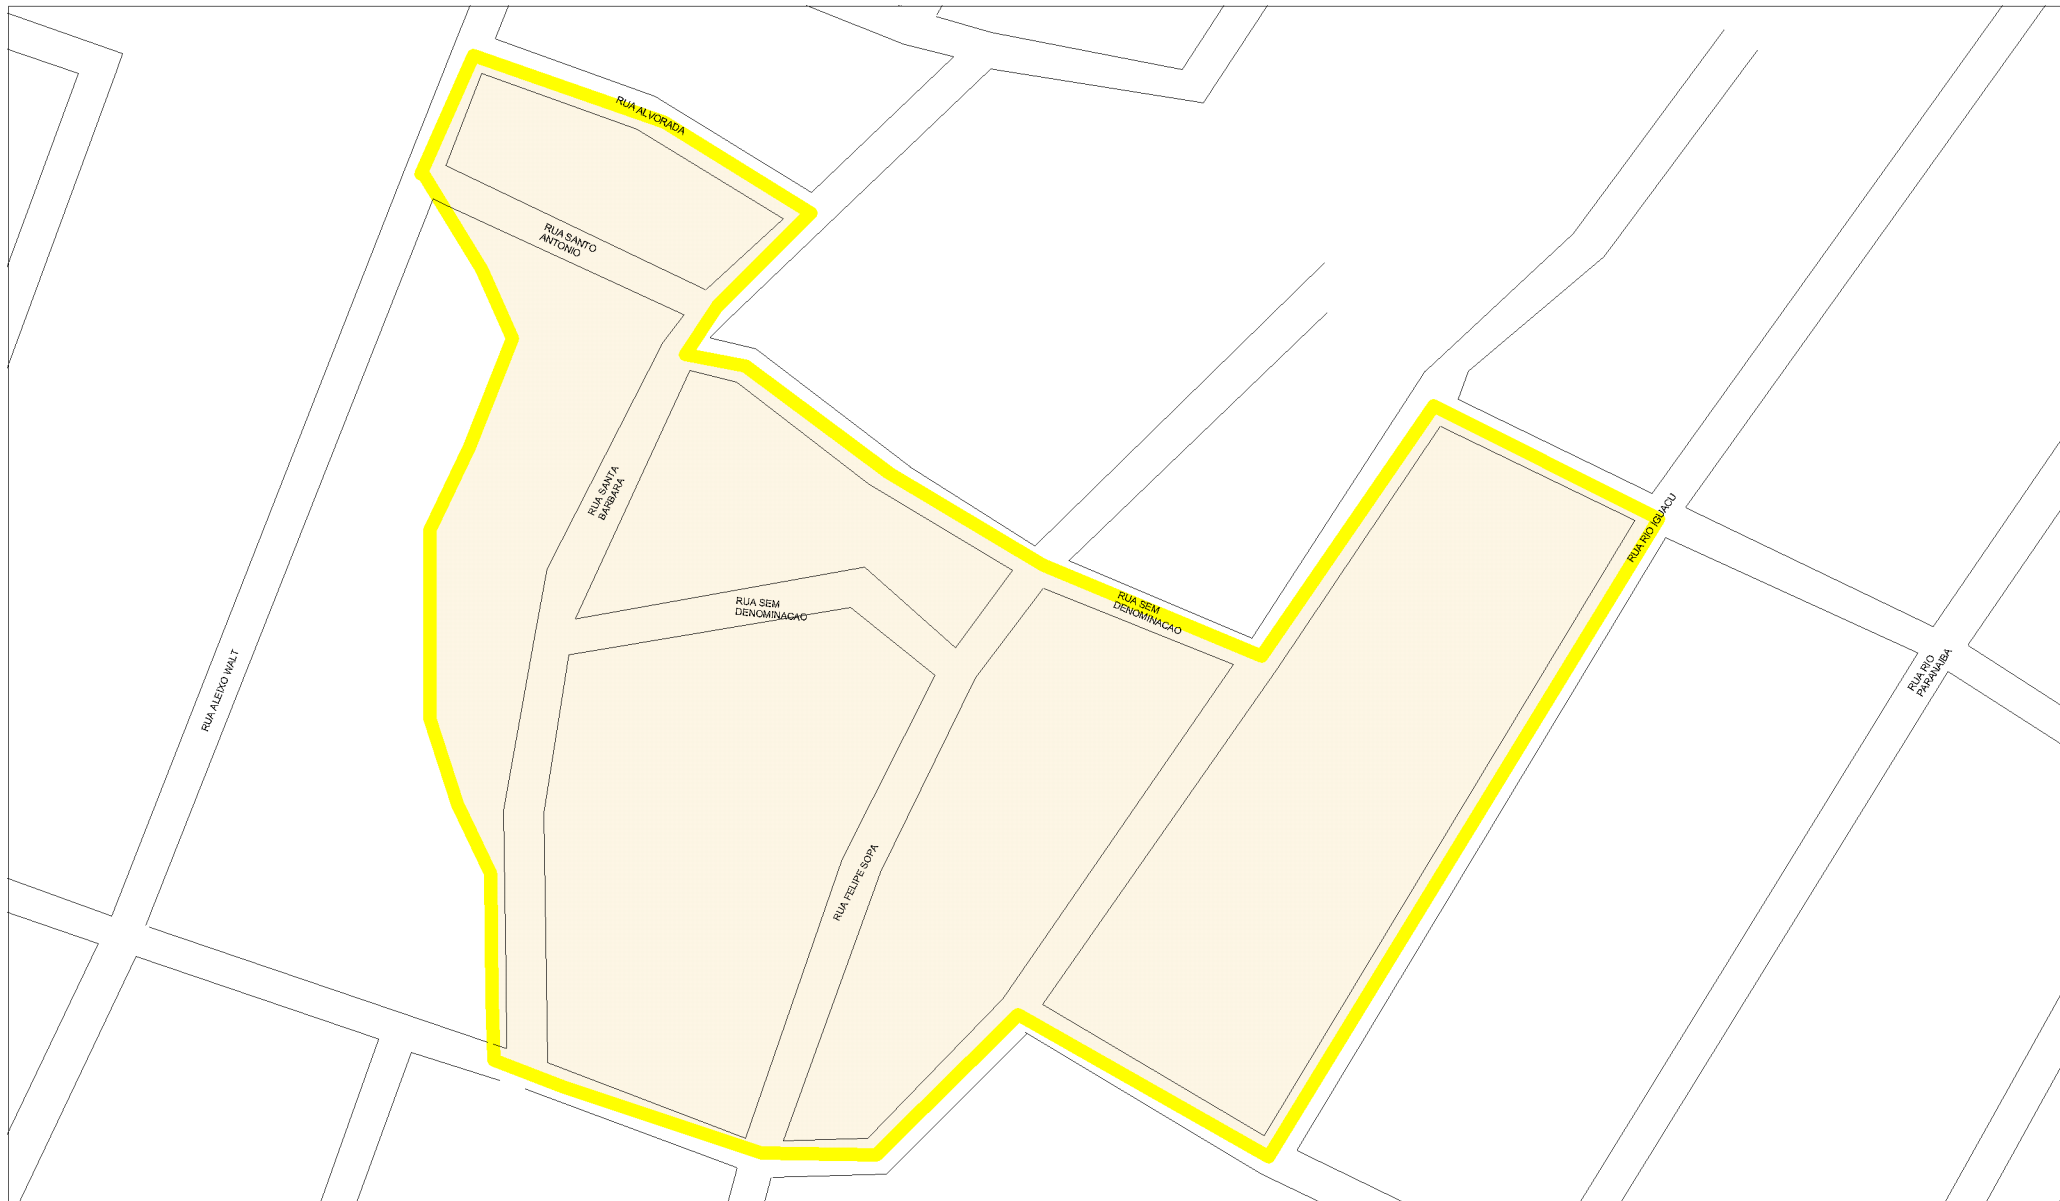 RUA ALVORADA
RUA SANTO
ANTONIO
RUA SANTA
BARBARA
RUA RIO IGUACU
RUA SEM
DENOMINACAO
RUA SEM
DENOMINACAO
RUA ALEIXO WALT
RUA RIO
PARANAIBA
RUA FELIPE SOPA